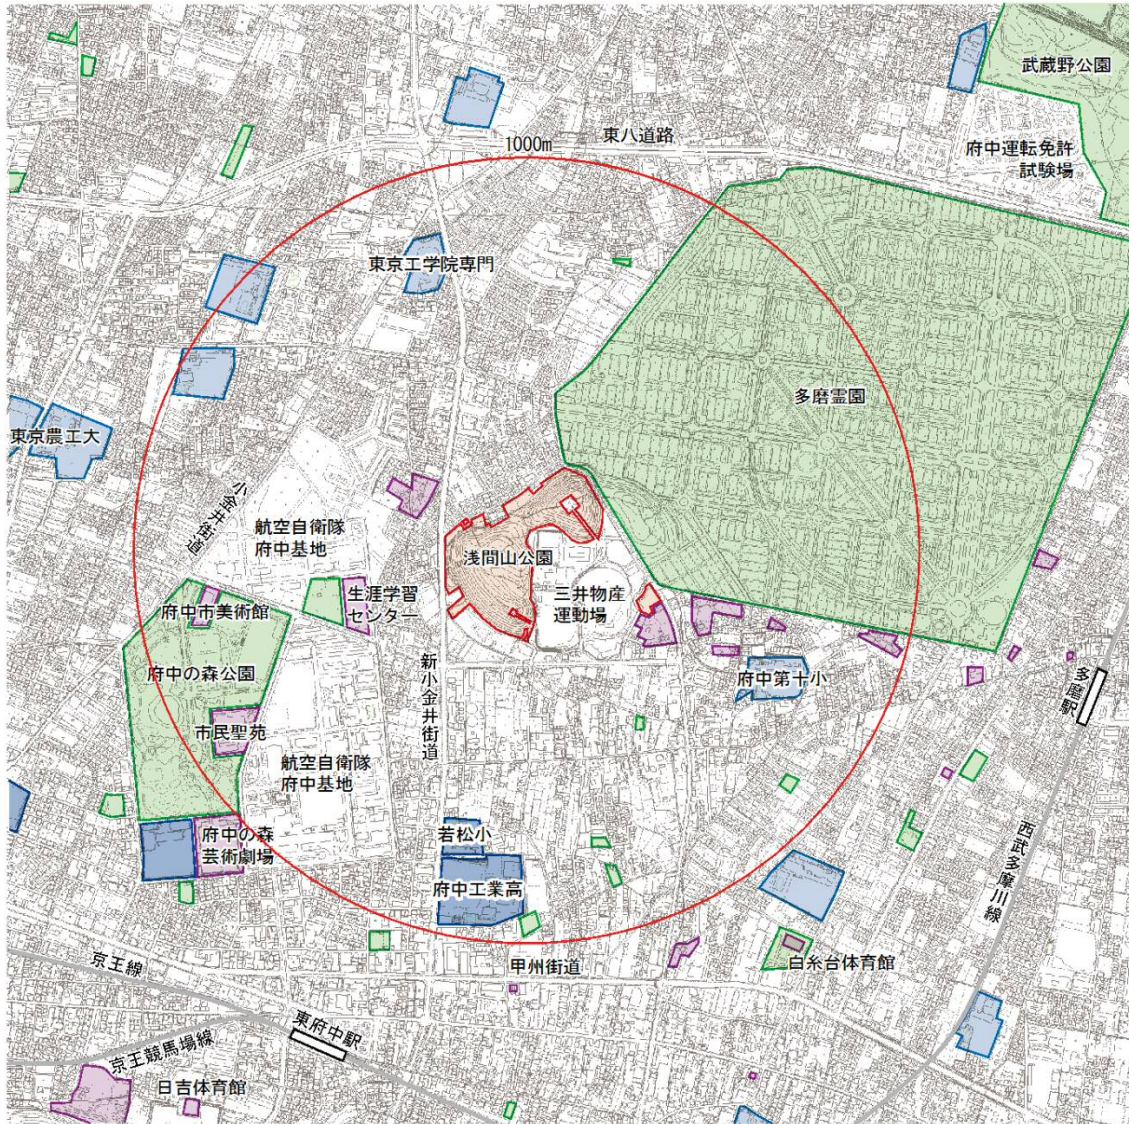 武蔵野公園
東八道路
1000m
府中運転免許
試験場
東京工学院専門
多磨霊園
東京農工大
小金井街道
航空自衛隊
府中基地
浅間山公園
三井物産
運動場
生涯学習
センター
府中市美術館
府中の森公園
新小金井街道
府中第十小
多磨駅
市民聖苑
航空自衛隊
府中基地
府中の森
芸術劇場
若松小
府中工業高
西武多摩川線
京王線
甲州街道
白糸台体育館
東府中駅
京王競馬場線
日吉体育館